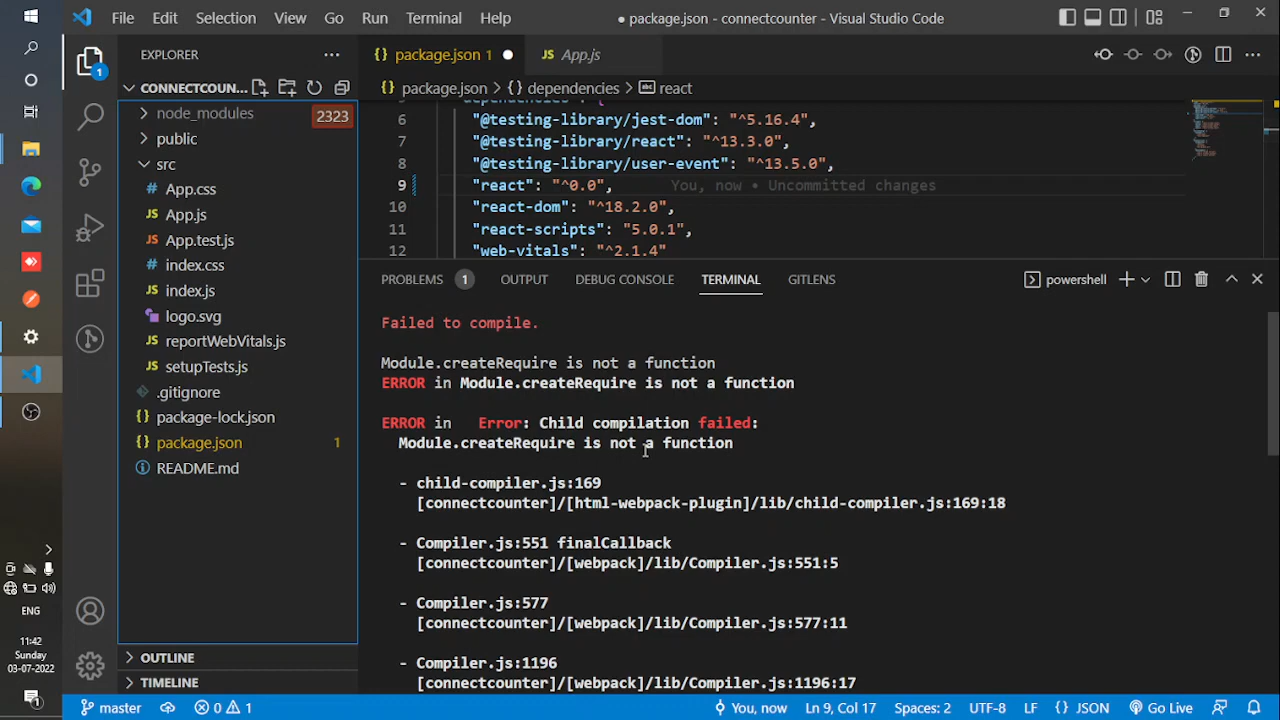 File Edit Selection View Go Run Terminal Help
● package.json - connectcounter - Visual Studio Code
EXPLORER
CONNECTCOUN...
node_modules 2323
public
src
# App.css
JS App.js
JS App.test.js
# index.css
JS index.js
logo.svg
JS reportWebVitals.js
JS setupTests.js
.gitignore
{} package-lock.json
{} package.json 1
README.md
OUTLINE
TIMELINE
1
{} package.json 1 ●
JS App.js
{} package.json > {} dependencies > react
6 "@testing-library/jest-dom": "^5.16.4",
7 "@testing-library/react": "^13.3.0",
8 "@testing-library/user-event": "^13.5.0",
9 "react": "^0.0", You, now • Uncommitted changes
10 "react-dom": "^18.2.0",
11 "react-scripts": "5.0.1",
12 "web-vitals": "^2.1.4"
PROBLEMS 1 OUTPUT DEBUG CONSOLE TERMINAL GITLENS
powershell
Failed to compile.
Module.createRequire is not a function
ERROR in Module.createRequire is not a function
ERROR in Error: Child compilation failed:
Module.createRequire is not a function
- child-compiler.js:169
[connectcounter]/[html-webpack-plugin]/lib/child-compiler.js:169:18
- Compiler.js:551 finalCallback
[connectcounter]/[webpack]/lib/Compiler.js:551:5
- Compiler.js:577
[connectcounter]/[webpack]/lib/Compiler.js:577:11
- Compiler.js:1196
[connectcounter]/[webpack]/lib/Compiler.js:1196:17
master 0 1 You, now Ln 9, Col 17 Spaces: 2 UTF-8 LF {} JSON Go Live
ENG
11:42
Sunday
03-07-2022
1